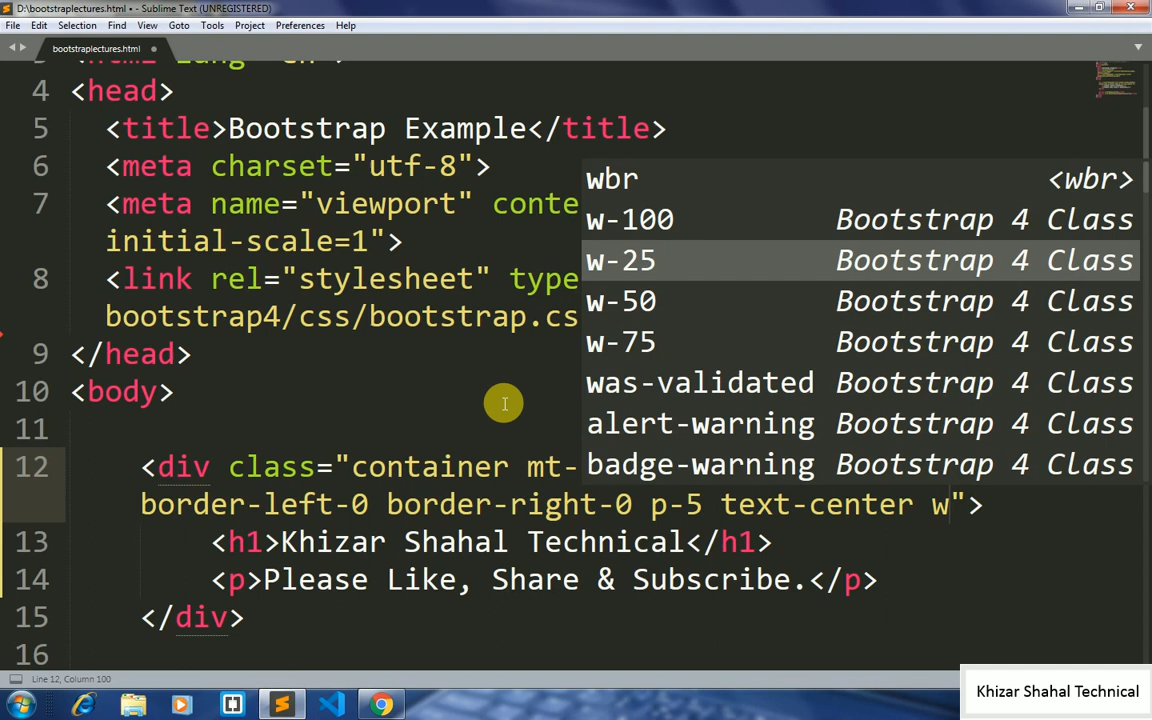 D:\bootstraplectures.html • - Sublime Text (UNREGISTERED)
File Edit Selection Find View Goto Tools Project Preferences Help
bootstraplectures.html
4 <head>
5 <title>Bootstrap Example</title>
6 <meta charset="utf-8">
wbr <wbr>
7 <meta name="viewport" conte
w-100 Bootstrap 4 Class
initial-scale=1">
w-25 Bootstrap 4 Class
8 <link rel="stylesheet" type
w-50 Bootstrap 4 Class
bootstrap4/css/bootstrap.cs
w-75 Bootstrap 4 Class
9 </head>
was-validated Bootstrap 4 Class
10 <body>
alert-warning Bootstrap 4 Class
11
badge-warning Bootstrap 4 Class
12 <div class="container mt-
border-left-0 border-right-0 p-5 text-center w">
13 <h1>Khizar Shahal Technical</h1>
14 <p>Please Like, Share & Subscribe.</p>
15 </div>
16
Line 12, Column 100
Khizar Shahal Technical